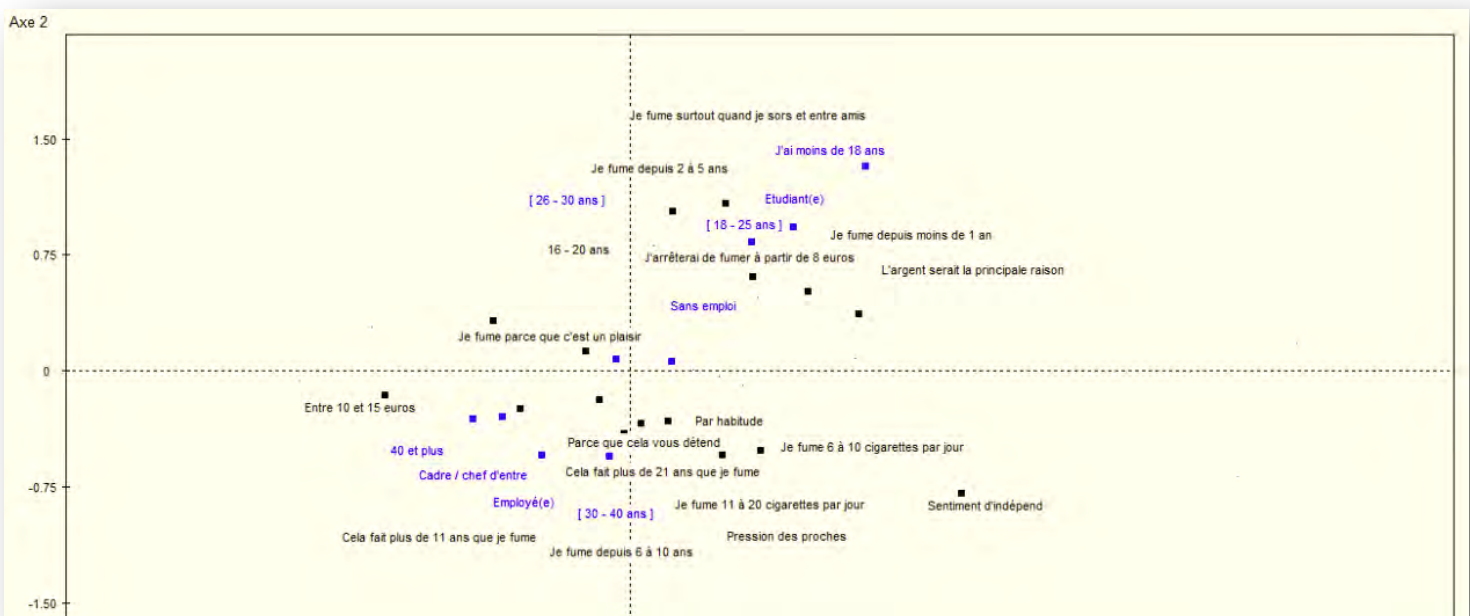 Axe 2
Je fume surtout quand je sors et entre amis
1.50
J'ai moins de 18 ans
Je fume depuis 2 à 5 ans
[ 26 - 30 ans ]
Etudiant(e)
[ 18 - 25 ans ]
Je fume depuis moins de 1 an
16 - 20 ans
0.75
J'arrêterai de fumer à partir de 8 euros
L'argent serait la principale raison
Sans emploi
Je fume parce que c'est un plaisir
0
Entre 10 et 15 euros
Par habitude
Parce que cela vous détend
Je fume 6 à 10 cigarettes par jour
40 et plus
Cela fait plus de 21 ans que je fume
Cadre / chef d'entre
-0.75
Employé(e)
Je fume 11 à 20 cigarettes par jour
Sentiment d'indépend
[ 30 - 40 ans ]
Cela fait plus de 11 ans que je fume
Pression des proches
Je fume depuis 6 à 10 ans
-1.50